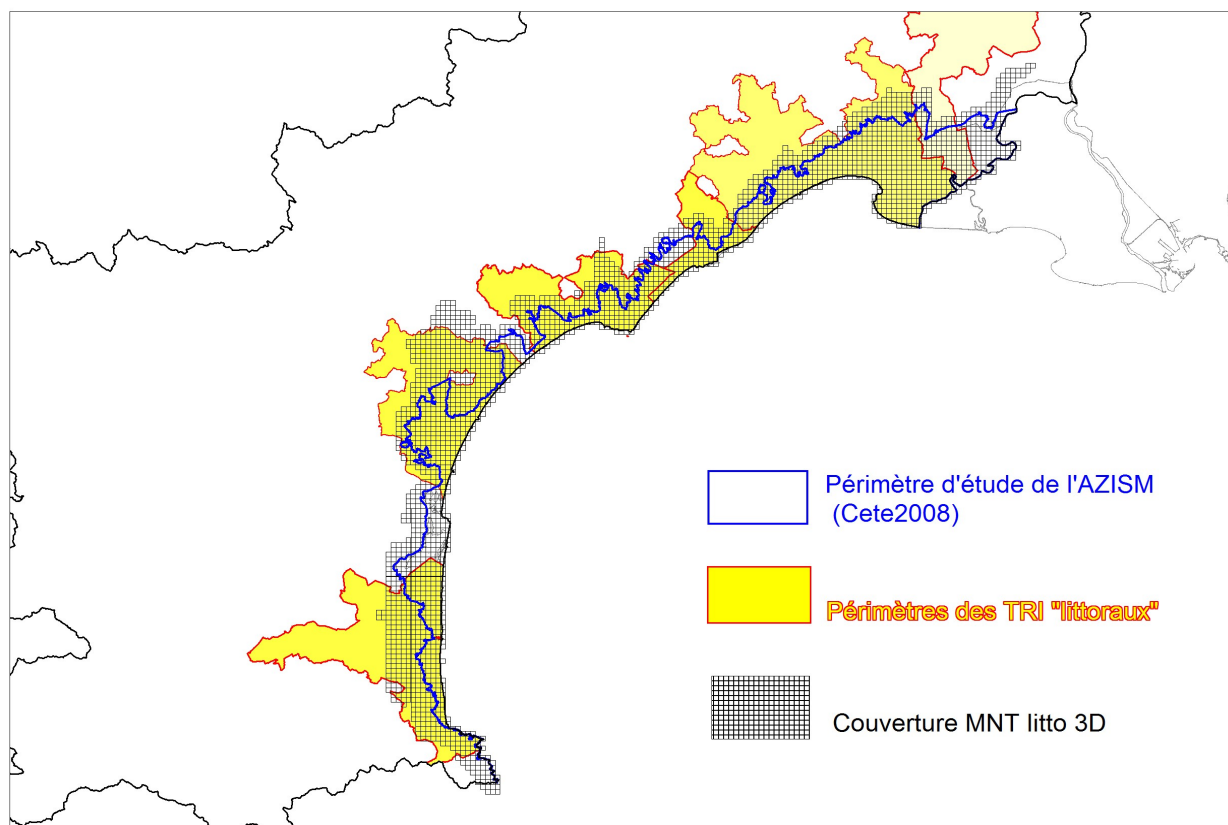 Périmètre d'étude de l'AZISM
(Cete2008)
Périmètres des TRI "littoraux"
Couverture MNT litto 3D